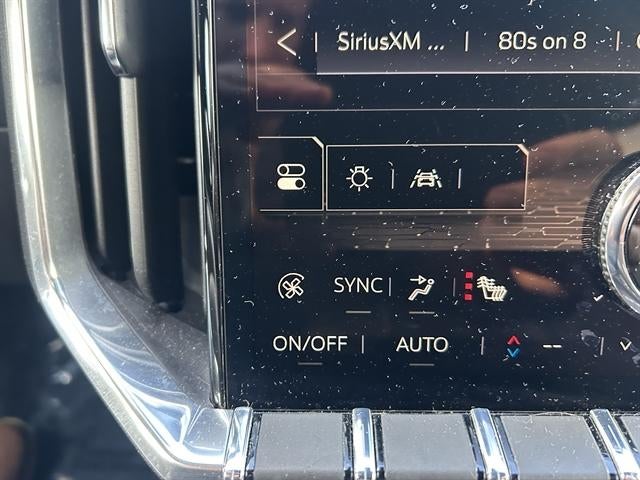 SiriusXM ... 80s on 8
SYNC
ON/OFF AUTO --